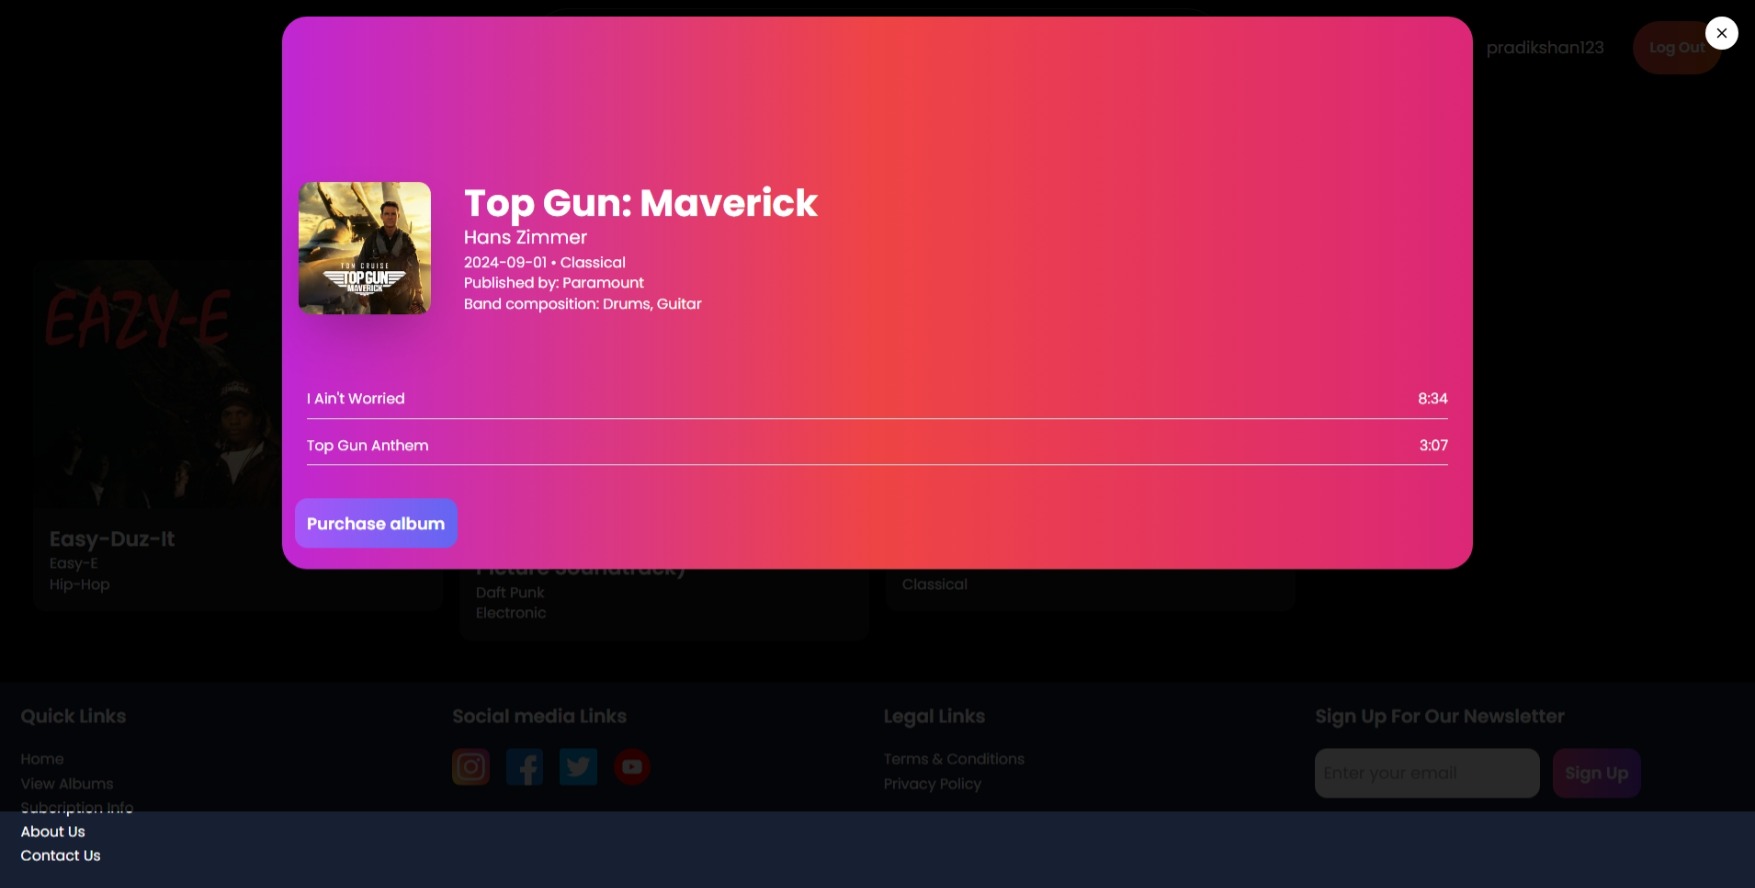 pradikshan123
Log Out
Top Gun: Maverick
Hans Zimmer
2024-09-01 • Classical
Published by: Paramount
Band composition: Drums, Guitar
TOM CRUISE
TOP GUN
MAVERICK
I Ain't Worried 8:34
Top Gun Anthem 3:07
Purchase album
EAZY-E
Easy-Duz-It
Easy-E
Hip-Hop
Picture Soundtrack)
Daft Punk
Electronic
Classical
Quick Links
Home
View Albums
Subcription Info
About Us
Contact Us
Social media Links
Legal Links
Terms & Conditions
Privacy Policy
Sign Up For Our Newsletter
Enter your email
Sign Up